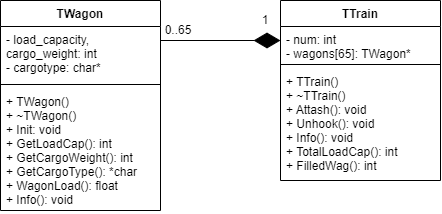 TWagon
- load_capacity,
cargo_weight: int
- cargotype: char*
+ TWagon()
+ ~TWagon()
+ Init: void
+ GetLoadCap(): int
+ GetCargoWeight(): int
+ GetCargoType(): *char
+ WagonLoad(): float
+ Info(): void
0..65
1
TTrain
- num: int
- wagons[65]: TWagon*
+ TTrain()
+ ~TTrain()
+ Attash(): void
+ Unhook(): void
+ Info(): void
+ TotalLoadCap(): int
+ FilledWag(): int